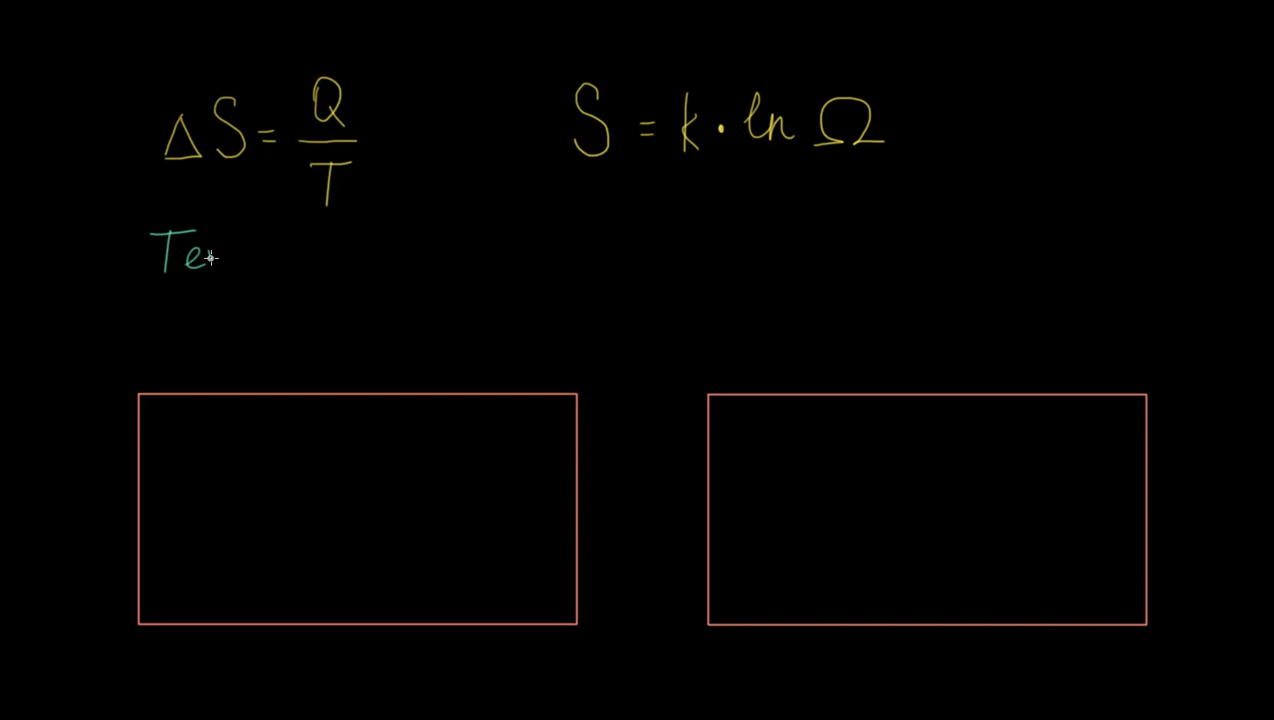 ΔS = Q/T
S = k · ln Ω
Te